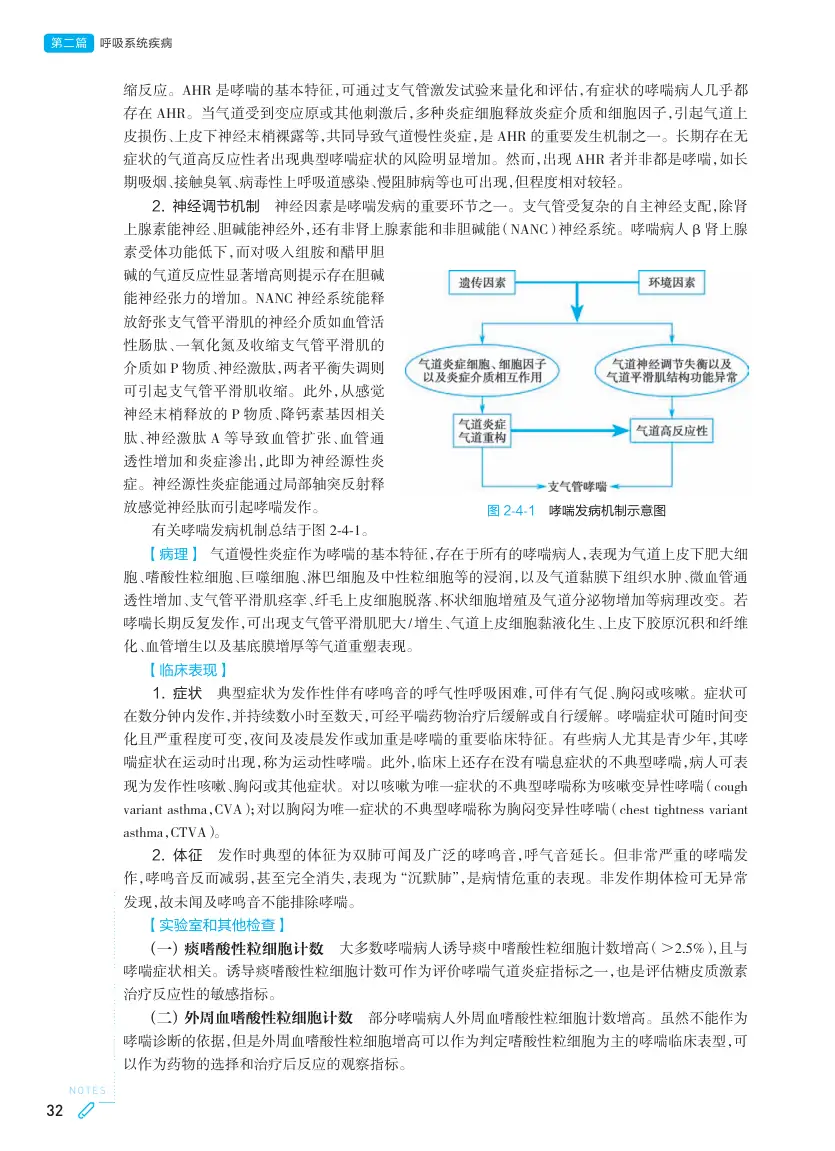 第二篇 呼吸系统疾病
缩反应。AHR 是哮喘的基本特征,可通过支气管激发试验来量化和评估,有症状的哮喘病人几乎都
存在 AHR。当气道受到变应原或其他刺激后,多种炎症细胞释放炎症介质和细胞因子,引起气道上
皮损伤、上皮下神经末梢裸露等,共同导致气道慢性炎症,是 AHR 的重要发生机制之一。长期存在无
症状的气道高反应性者出现典型哮喘症状的风险明显增加。然而,出现 AHR 者并非都是哮喘,如长
期吸烟、接触臭氧、病毒性上呼吸道感染、慢阻肺病等也可出现,但程度相对较轻。
2. 神经调节机制 神经因素是哮喘发病的重要环节之一。支气管受复杂的自主神经支配,除肾
上腺素能神经、胆碱能神经外,还有非肾上腺素能和非胆碱能(NANC)神经系统。哮喘病人 β 肾上腺
素受体功能低下,而对吸入组胺和醋甲胆
碱的气道反应性显著增高则提示存在胆碱
能神经张力的增加。NANC 神经系统能释
放舒张支气管平滑肌的神经介质如血管活
性肠肽、一氧化氮及收缩支气管平滑肌的
介质如 P 物质、神经激肽,两者平衡失调则
可引起支气管平滑肌收缩。此外,从感觉
神经末梢释放的 P 物质、降钙素基因相关
肽、神经激肽 A 等导致血管扩张、血管通
透性增加和炎症渗出,此即为神经源性炎
症。神经源性炎症能通过局部轴突反射释
放感觉神经肽而引起哮喘发作。
遗传因素
环境因素
气道炎症细胞、细胞因子
以及炎症介质相互作用
气道神经调节失衡以及
气道平滑肌结构功能异常
气道炎症
气道重构
气道高反应性
支气管哮喘
图 2-4-1 哮喘发病机制示意图
有关哮喘发病机制总结于图 2-4-1。
【病理】 气道慢性炎症作为哮喘的基本特征,存在于所有的哮喘病人,表现为气道上皮下肥大细
胞、嗜酸性粒细胞、巨噬细胞、淋巴细胞及中性粒细胞等的浸润,以及气道黏膜下组织水肿、微血管通
透性增加、支气管平滑肌痉挛、纤毛上皮细胞脱落、杯状细胞增殖及气道分泌物增加等病理改变。若
哮喘长期反复发作,可出现支气管平滑肌肥大/增生、气道上皮细胞黏液化生、上皮下胶原沉积和纤维
化、血管增生以及基底膜增厚等气道重塑表现。
【临床表现】
1. 症状 典型症状为发作性伴有哮鸣音的呼气性呼吸困难,可伴有气促、胸闷或咳嗽。症状可
在数分钟内发作,并持续数小时至数天,可经平喘药物治疗后缓解或自行缓解。哮喘症状可随时间变
化且严重程度可变,夜间及凌晨发作或加重是哮喘的重要临床特征。有些病人尤其是青少年,其哮
喘症状在运动时出现,称为运动性哮喘。此外,临床上还存在没有喘息症状的不典型哮喘,病人可表
现为发作性咳嗽、胸闷或其他症状。对以咳嗽为唯一症状的不典型哮喘称为咳嗽变异性哮喘(cough
variant asthma,CVA);对以胸闷为唯一症状的不典型哮喘称为胸闷变异性哮喘(chest tightness variant
asthma,CTVA)。
2. 体征 发作时典型的体征为双肺可闻及广泛的哮鸣音,呼气音延长。但非常严重的哮喘发
作,哮鸣音反而减弱,甚至完全消失,表现为“沉默肺”,是病情危重的表现。非发作期体检可无异常
发现,故未闻及哮鸣音不能排除哮喘。
【实验室和其他检查】
(一)痰嗜酸性粒细胞计数 大多数哮喘病人诱导痰中嗜酸性粒细胞计数增高(>2.5%),且与
哮喘症状相关。诱导痰嗜酸性粒细胞计数可作为评价哮喘气道炎症指标之一,也是评估糖皮质激素
治疗反应性的敏感指标。
(二)外周血嗜酸性粒细胞计数 部分哮喘病人外周血嗜酸性粒细胞计数增高。虽然不能作为
哮喘诊断的依据,但是外周血嗜酸性粒细胞增高可以作为判定嗜酸性粒细胞为主的哮喘临床表型,可
以作为药物的选择和治疗后反应的观察指标。
NOTES
32